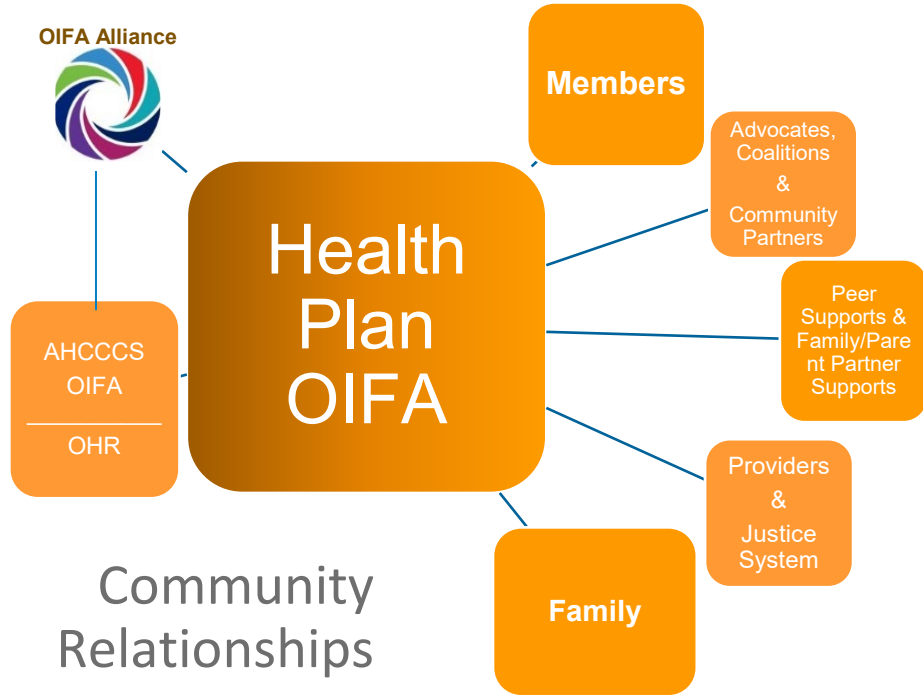 OIFA Alliance
Members
Advocates,
Coalitions
&
Community
Partners
Health
Plan
OIFA
Peer
Supports &
Family/Pare
nt Partner
Supports
AHCCCS
OIFA
OHR
Providers
&
Justice
System
Family
Community
Relationships